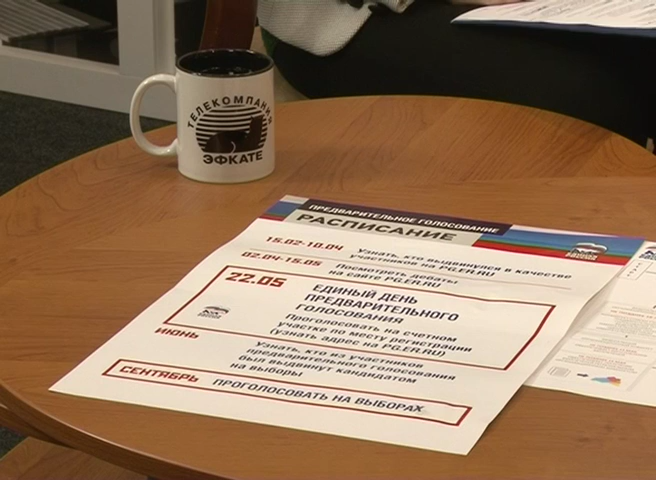 ТЕЛЕКОМПАНИЯ
ЭФКАТЕ
ПРЕДВАРИТЕЛЬНОЕ ГОЛОСОВАНИЕ
РАСПИСАНИЕ
15.02-10.04
Узнать, кто выдвинулся в качестве
участников на PG.ER.RU
02.04-15.05
Посмотреть дебаты
на сайте PG.ER.RU
22.05
ЕДИНЫЙ ДЕНЬ
ПРЕДВАРИТЕЛЬНОГО
ГОЛОСОВАНИЯ
Проголосовать на счетном
участке по месту регистрации
(узнать адрес на PG.ER.RU)
ИЮНЬ
Узнать, кто из участников
предварительного голосования
был выдвинут кандидатом
на выборы
СЕНТЯБРЬ
ПРОГОЛОСОВАТЬ НА ВЫБОРАХ